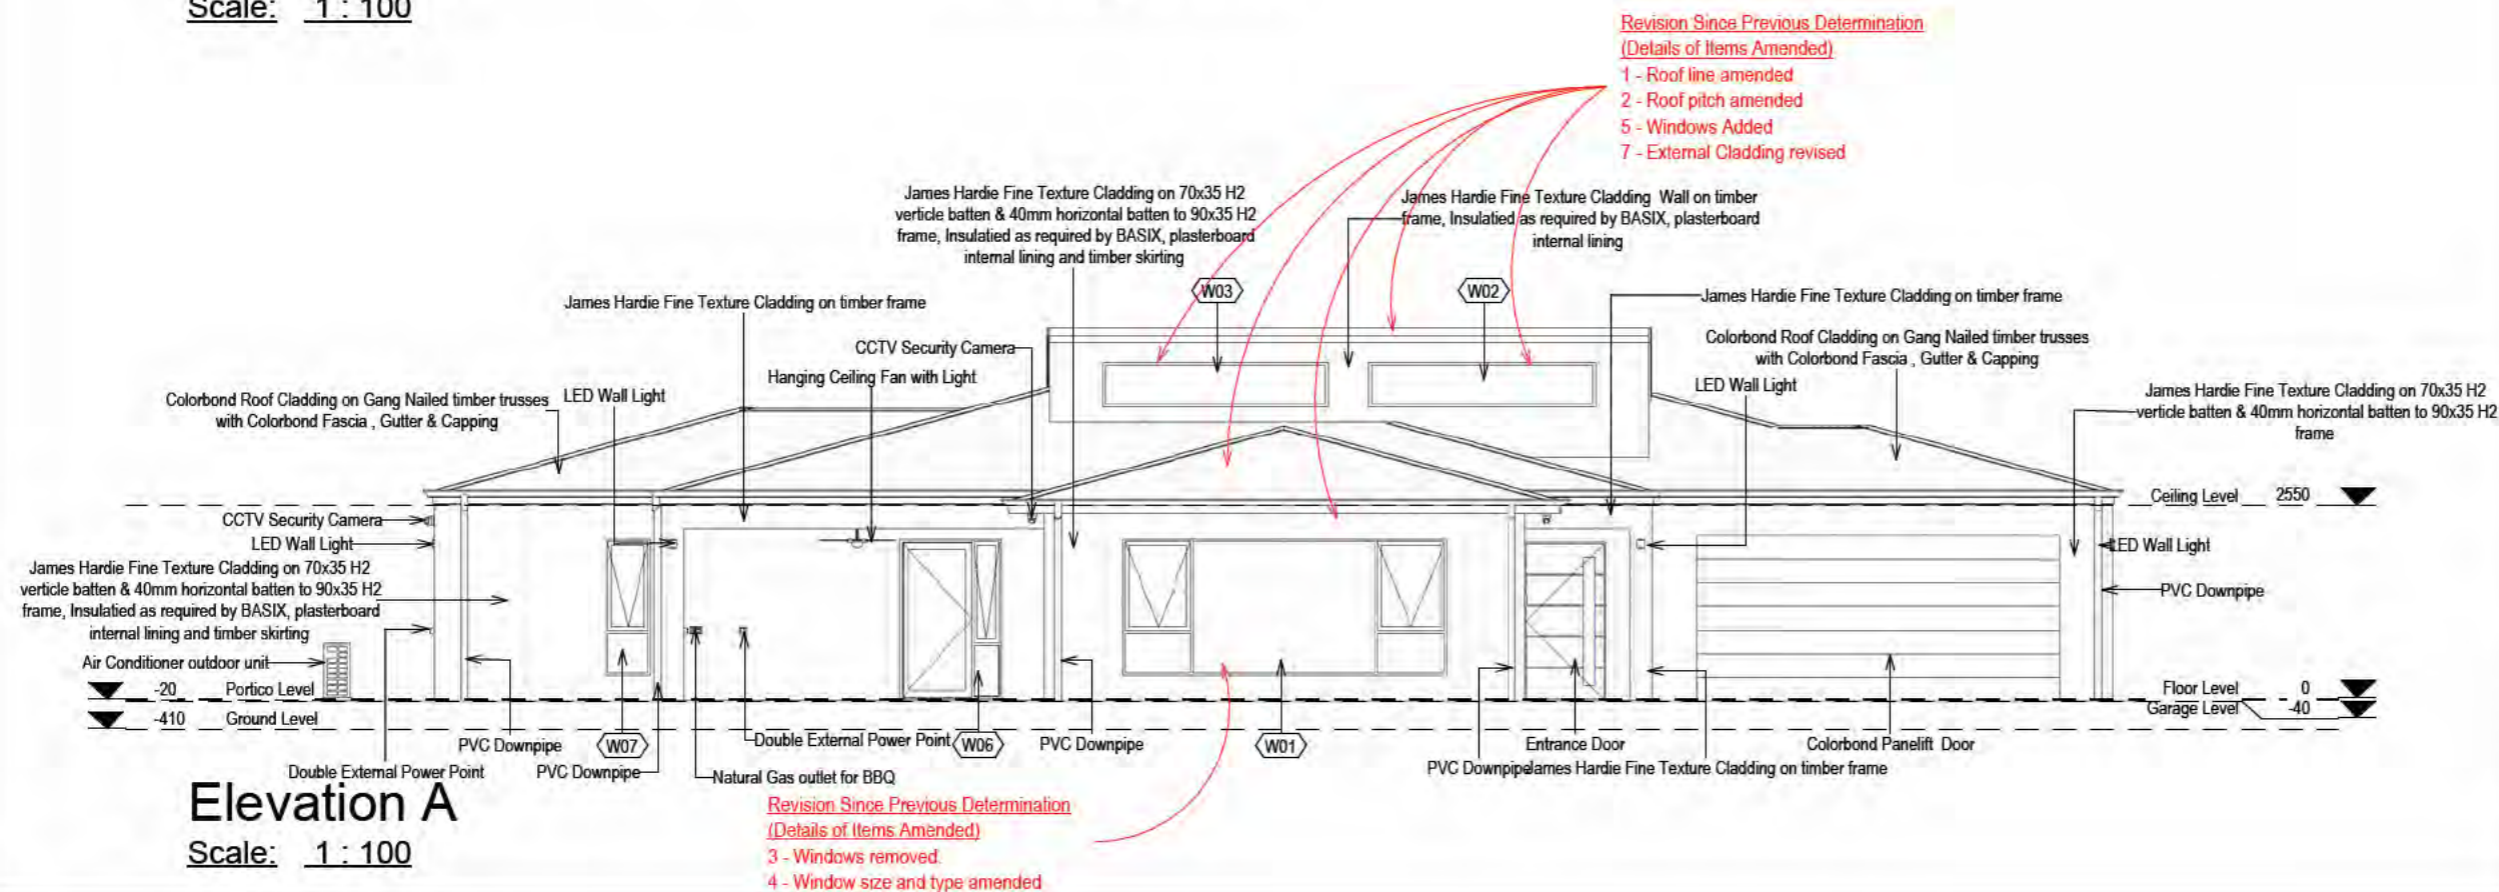 Scale: 1 : 100
Revision Since Previous Determination
(Details of Items Amended)
1 - Roof line amended
2 - Roof pitch amended
5 - Windows Added
7 - External Cladding revised
James Hardie Fine Texture Cladding on 70x35 H2
verticle batten & 40mm horizontal batten to 90x35 H2
frame, Insulatied as required by BASIX, plasterboard
internal lining and timber skirting
James Hardie Fine Texture Cladding Wall on timber
frame, Insulatied as required by BASIX, plasterboard
internal lining
W03
W02
James Hardie Fine Texture Cladding on timber frame
James Hardie Fine Texture Cladding on timber frame
CCTV Security Camera
Hanging Ceiling Fan with Light
Colorbond Roof Cladding on Gang Nailed timber trusses
with Colorbond Fascia , Gutter & Capping
LED Wall Light
Colorbond Roof Cladding on Gang Nailed timber trusses
with Colorbond Fascia , Gutter & Capping
LED Wall Light
James Hardie Fine Texture Cladding on 70x35 H2
verticle batten & 40mm horizontal batten to 90x35 H2
frame
Ceiling Level 2550
CCTV Security Camera
LED Wall Light
LED Wall Light
James Hardie Fine Texture Cladding on 70x35 H2
verticle batten & 40mm horizontal batten to 90x35 H2
frame, Insulatied as required by BASIX, plasterboard
internal lining and timber skirting
PVC Downpipe
Air Conditioner outdoor unit
-20 Portico Level
-410 Ground Level
Floor Level 0
Garage Level -40
PVC Downpipe
W07
Double External Power Point
W06
PVC Downpipe
W01
Entrance Door
Colorbond Panelift Door
Double External Power Point
PVC Downpipe
Natural Gas outlet for BBQ
PVC Downpipe
James Hardie Fine Texture Cladding on timber frame
Elevation A
Scale: 1 : 100
Revision Since Previous Determination
(Details of Items Amended)
3 - Windows removed
4 - Window size and type amended